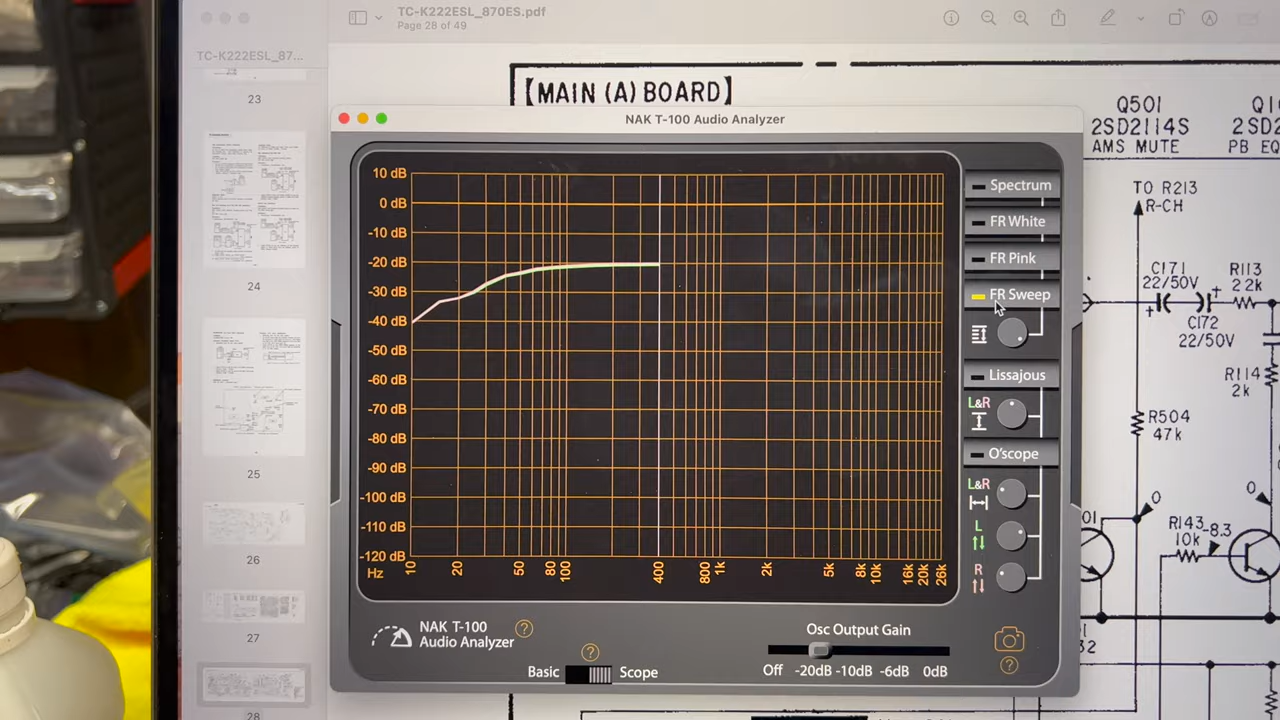 TC-K222ESL_870ES.pdf
Page 28 of 49
TC-K222ESL_87...
23
24
25
26
27
28
[MAIN (A) BOARD]
Q501
2SD2114S
AMS MUTE
TO R213
R-CH
C171
22/50V
R113
2.2k
C172
22/50V
R114
2k
R504
47k
0
0
R143
10k
-8.3
NAK T-100 Audio Analyzer
10 dB
0 dB
-10 dB
-20 dB
-30 dB
-40 dB
-50 dB
-60 dB
-70 dB
-80 dB
-90 dB
-100 dB
-110 dB
-120 dB
Hz
10
20
50
80
100
400
800
1k
2k
5k
8k
10k
16k
20k
26k
Spectrum
FR White
FR Pink
FR Sweep
Lissajous
L&R
O'scope
L&R
L
R
NAK T-100
Audio Analyzer
?
?
Basic
Scope
Osc Output Gain
Off -20dB -10dB -6dB 0dB
?